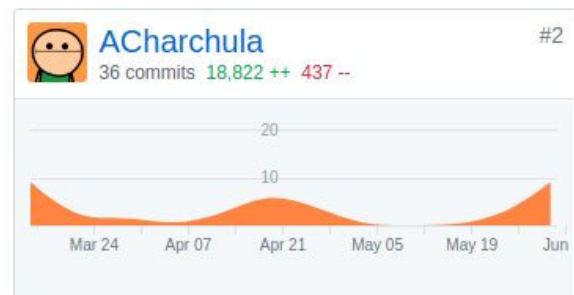 ACharchula
#2
36 commits 18,822 ++ 437 --
20
10
Mar 24 Apr 07 Apr 21 May 05 May 19 Jun